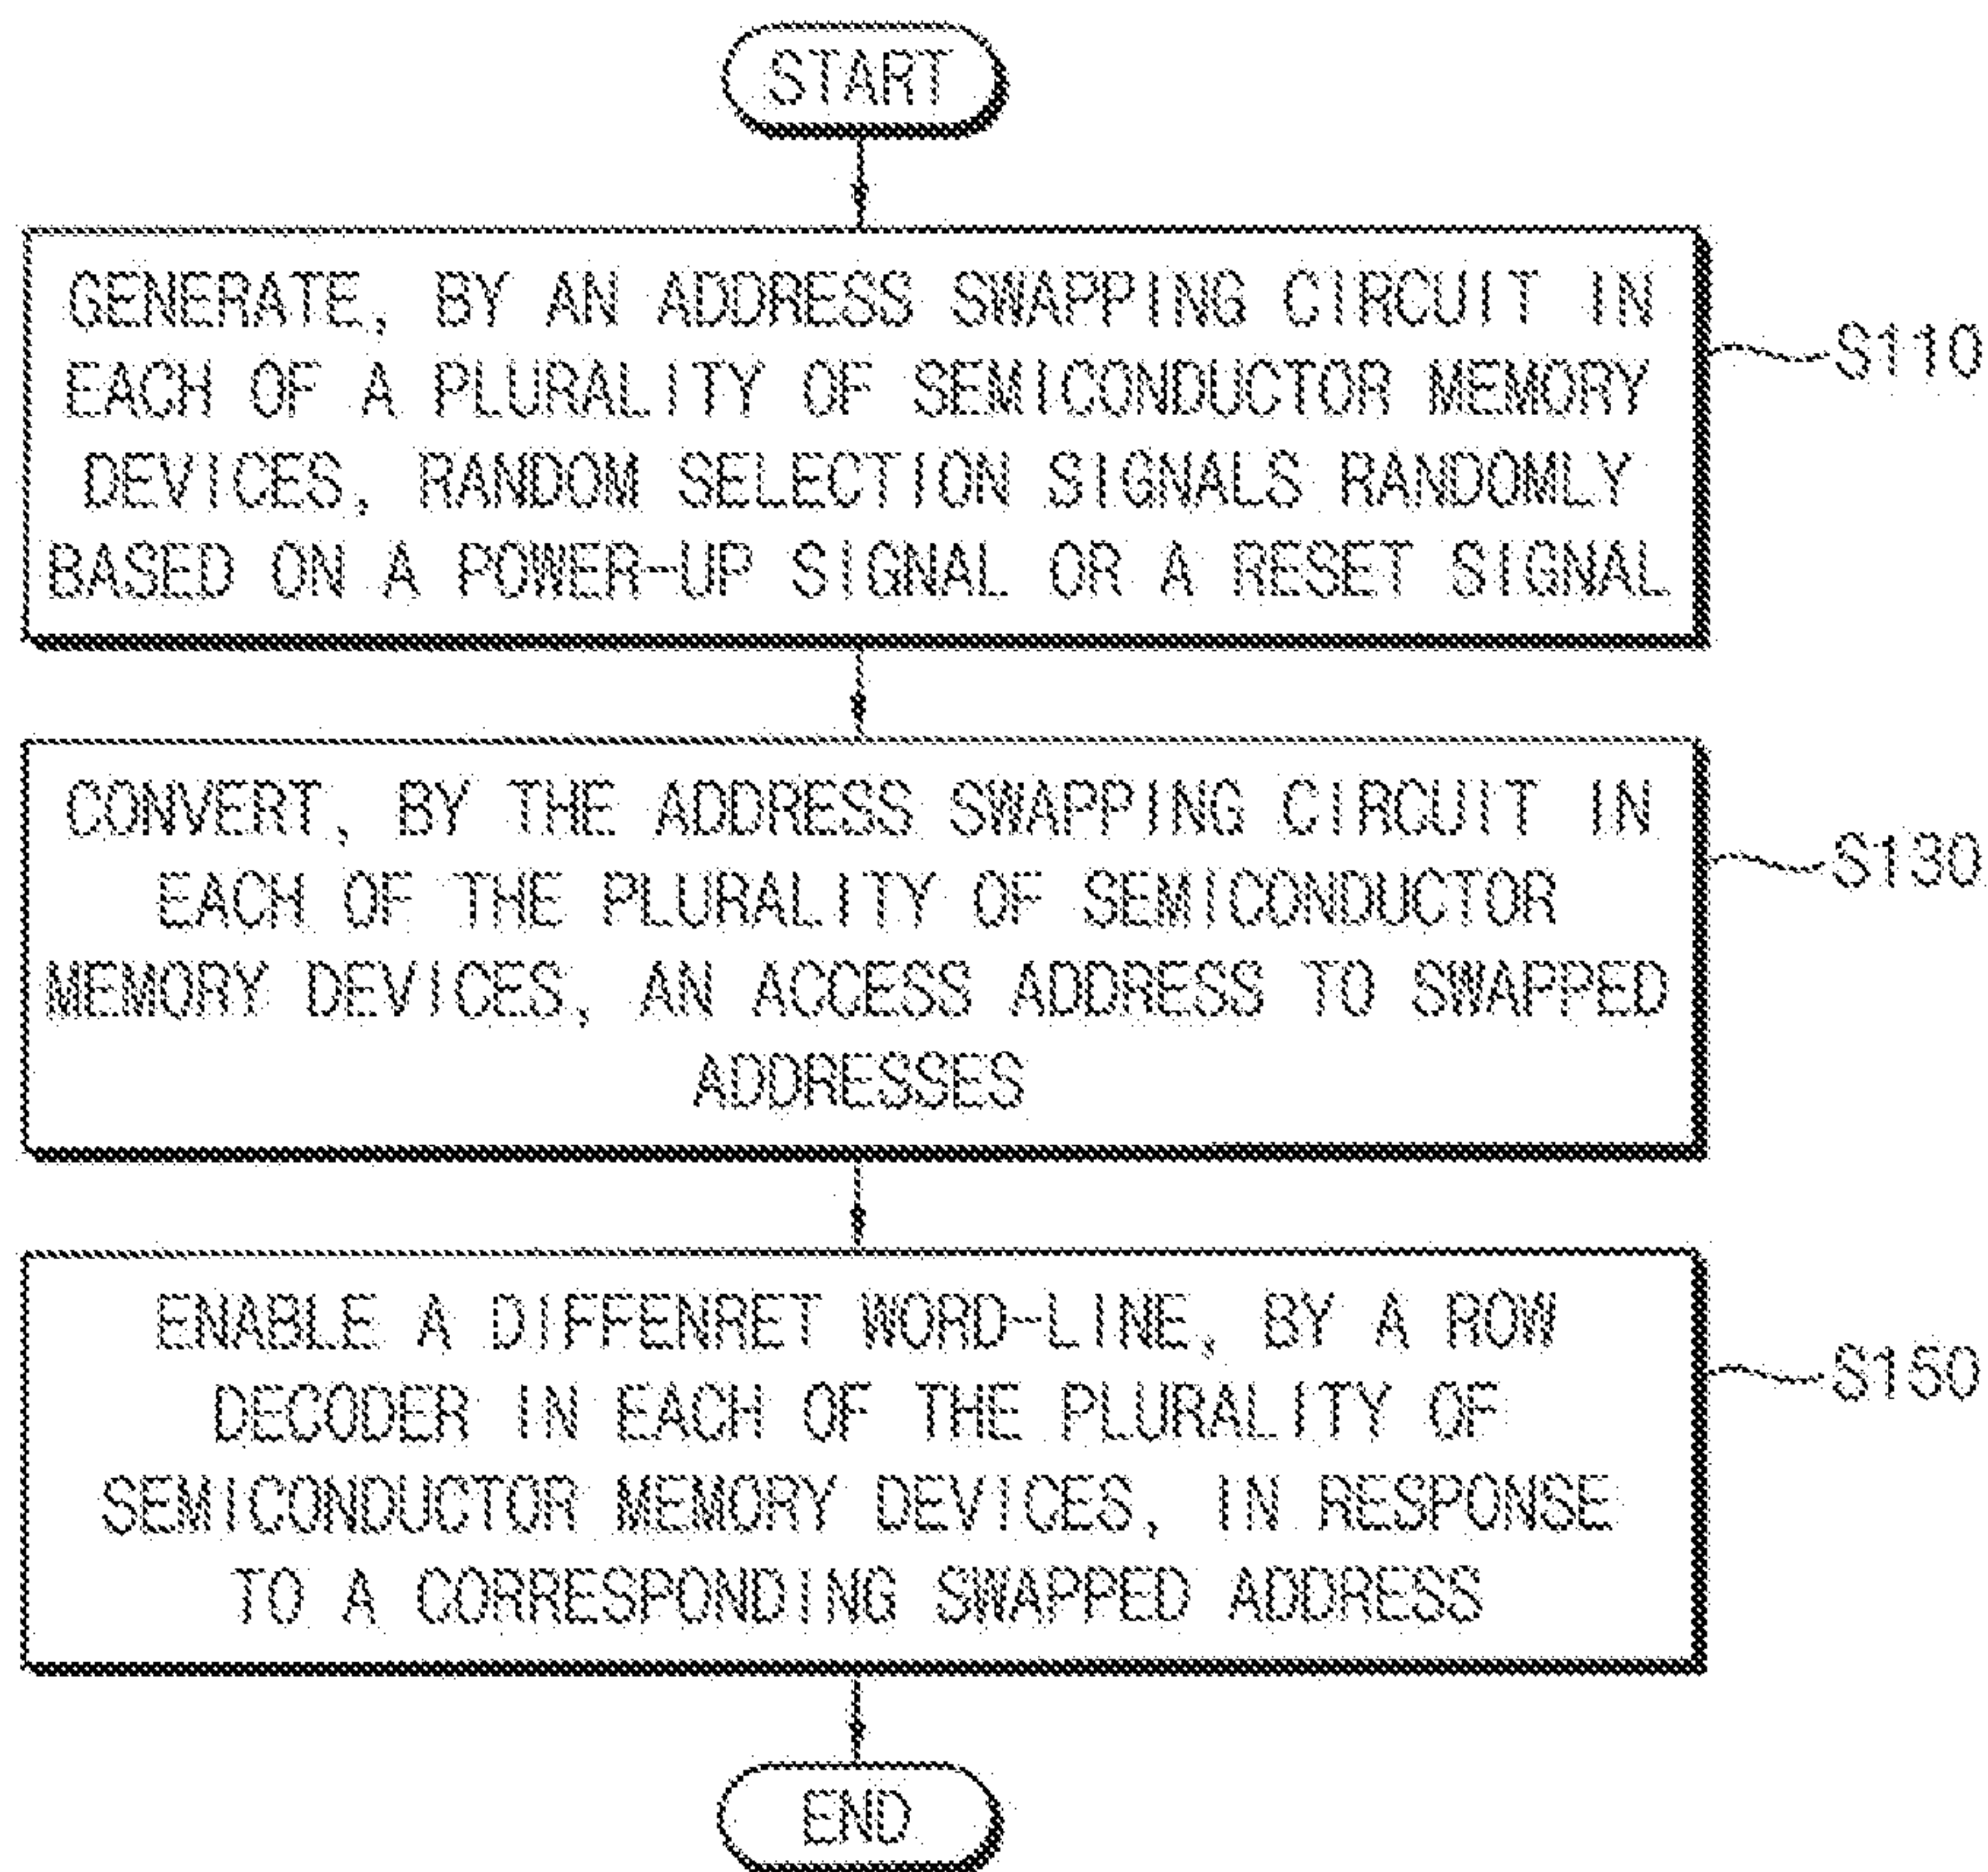 START
GENERATE, BY AN ADDRESS SWAPPING CIRCUIT IN
EACH OF A PLURALITY OF SEMICONDUCTOR MEMORY
DEVICES, RANDOM SELECTION SIGNALS RANDOMLY
BASED ON A POWER-UP SIGNAL OR A RESET SIGNAL
S110
CONVERT, BY THE ADDRESS SWAPPING CIRCUIT IN
EACH OF THE PLURALITY OF SEMICONDUCTOR
MEMORY DEVICES, AN ACCESS ADDRESS TO SWAPPED
ADDRESSES
S130
ENABLE A DIFFENRET WORD-LINE, BY A ROW
DECODER IN EACH OF THE PLURALITY OF
SEMICONDUCTOR MEMORY DEVICES, IN RESPONSE
TO A CORRESPONDING SWAPPED ADDRESS
S150
END